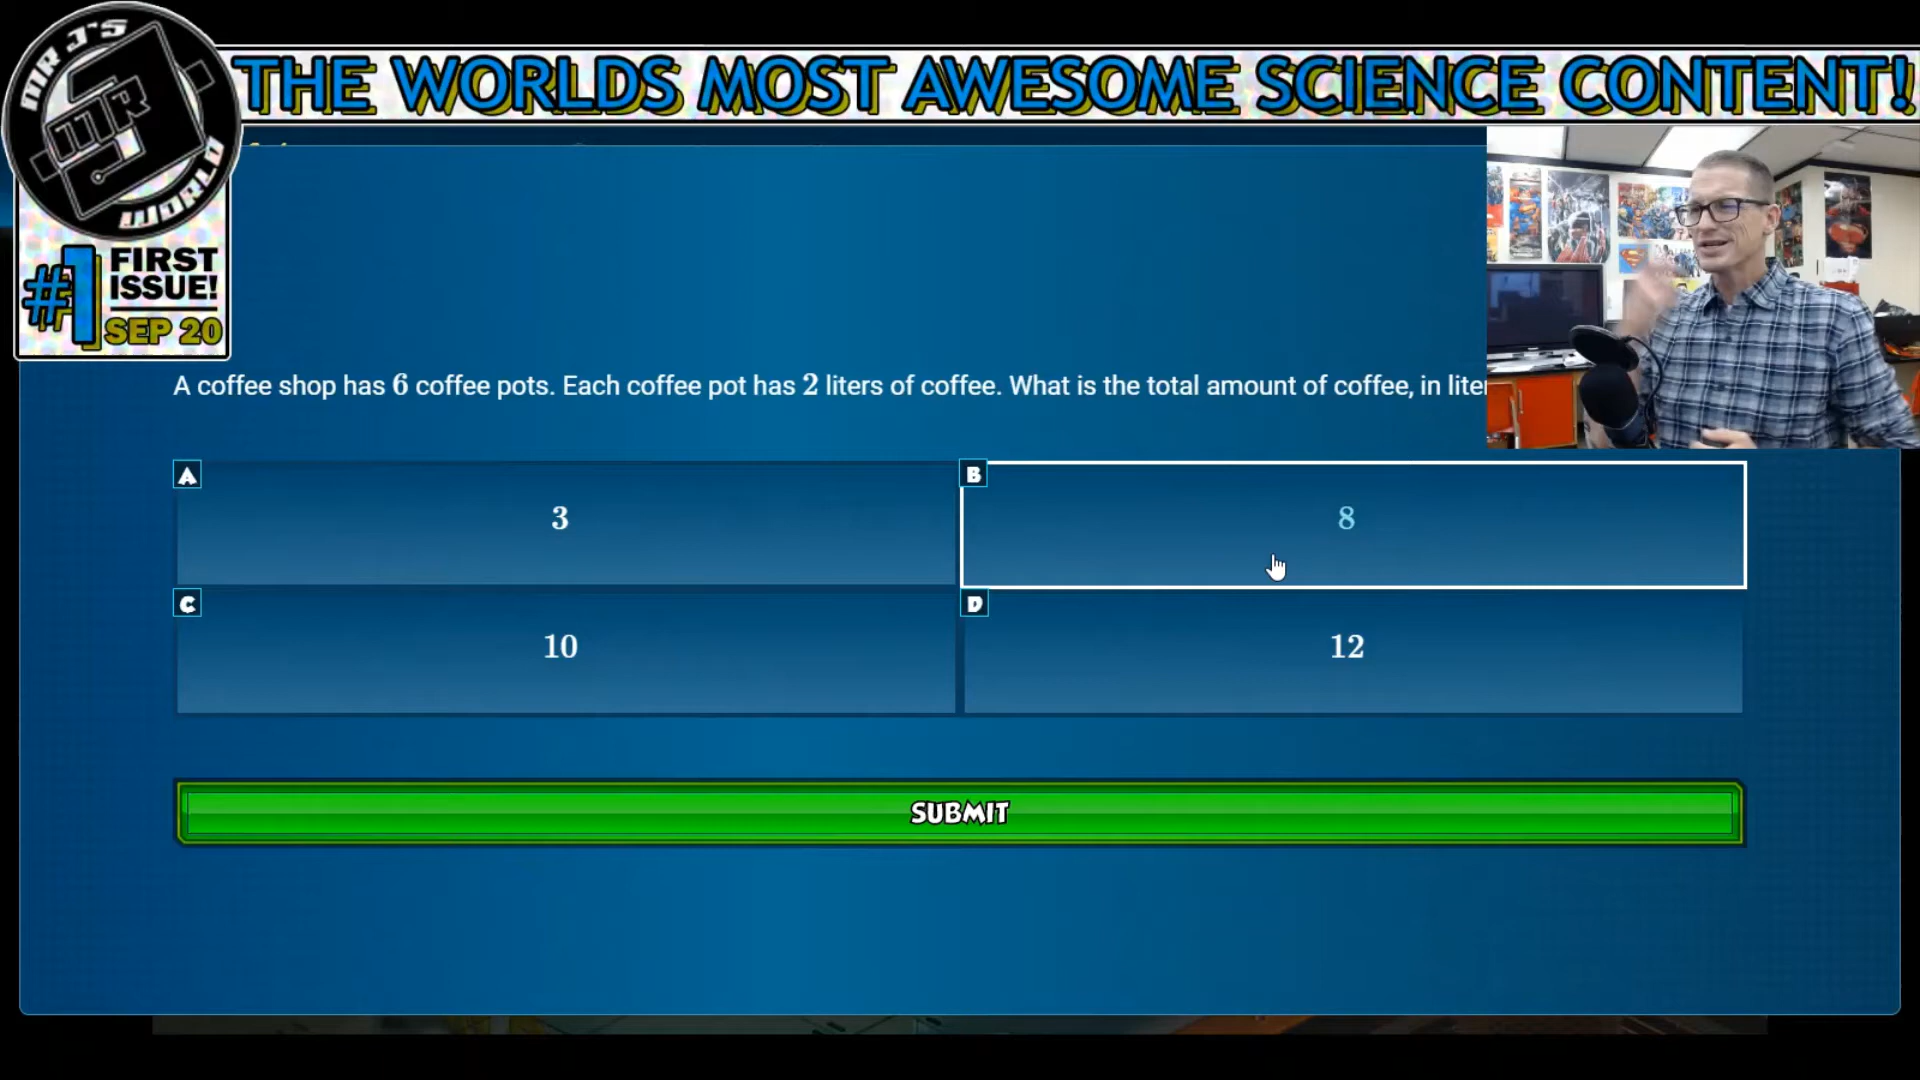 MR J'S
MR
WORLD
THE WORLDS MOST AWESOME SCIENCE CONTENT!
#1
FIRST
ISSUE!
SEP 20
A coffee shop has 6 coffee pots. Each coffee pot has 2 liters of coffee. What is the total amount of coffee, in
A
3
B
8
C
10
D
12
SUBMIT